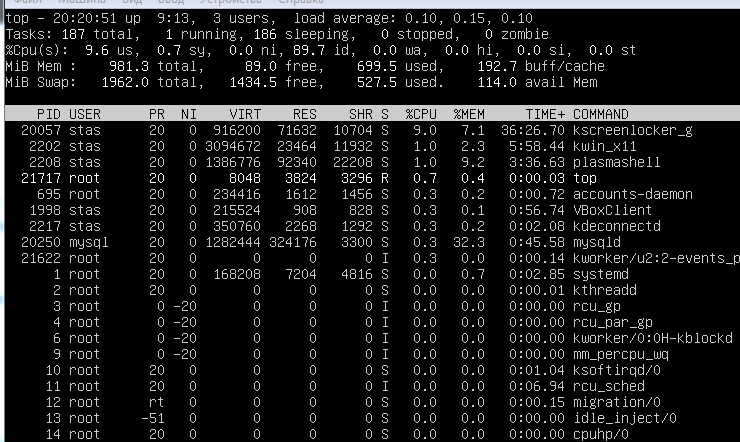 Файл Машина Вид Ввод Устройства Справка
top - 20:20:51 up  9:13,  3 users,  load average: 0.10, 0.15, 0.10
Tasks: 187 total,   1 running, 186 sleeping,   0 stopped,   0 zombie
%Cpu(s):  9.6 us,  0.7 sy,  0.0 ni, 89.7 id,  0.0 wa,  0.0 hi,  0.0 si,  0.0 st
MiB Mem :    981.3 total,     89.0 free,    699.5 used,    192.7 buff/cache
MiB Swap:   1962.0 total,   1434.5 free,    527.5 used.    114.0 avail Mem
PID USER      PR  NI    VIRT    RES    SHR S  %CPU  %MEM     TIME+ COMMAND
20057 stas      20   0  916200  71632  10704 S   9.0   7.1  36:26.70 kscreenlocker_g
2202 stas      20   0 3094672  23464  11932 S   1.0   2.3   5:58.44 kwin_x11
2208 stas      20   0 1386776  92340  22208 S   1.0   9.2   3:36.63 plasmashell
21717 root      20   0    8048   3824   3296 R   0.7   0.4   0:00.03 top
695 root      20   0  234416   1612   1456 S   0.3   0.2   0:00.72 accounts-daemon
1998 stas      20   0  215524    908    828 S   0.3   0.1   0:56.74 VBoxClient
2217 stas      20   0  350760   2268   1292 S   0.3   0.2   0:02.08 kdeconnectd
20250 mysql     20   0 1282444 324176   3300 S   0.3  32.3   0:45.58 mysqld
21622 root      20   0       0      0      0 I   0.3   0.0   0:00.14 kworker/u2:2-events_p
1 root      20   0  168208   7204   4816 S   0.0   0.7   0:02.85 systemd
2 root      20   0       0      0      0 S   0.0   0.0   0:00.01 kthreadd
3 root       0 -20       0      0      0 I   0.0   0.0   0:00.00 rcu_gp
4 root       0 -20       0      0      0 I   0.0   0.0   0:00.00 rcu_par_gp
6 root       0 -20       0      0      0 I   0.0   0.0   0:00.00 kworker/0:0H-kblockd
9 root       0 -20       0      0      0 I   0.0   0.0   0:00.00 mm_percpu_wq
10 root      20   0       0      0      0 S   0.0   0.0   0:01.04 ksoftirqd/0
11 root      20   0       0      0      0 I   0.0   0.0   0:06.94 rcu_sched
12 root      rt   0       0      0      0 S   0.0   0.0   0:00.15 migration/0
13 root     -51   0       0      0      0 S   0.0   0.0   0:00.00 idle_inject/0
14 root      20   0       0      0      0 S   0.0   0.0   0:00.00 cpuhp/0